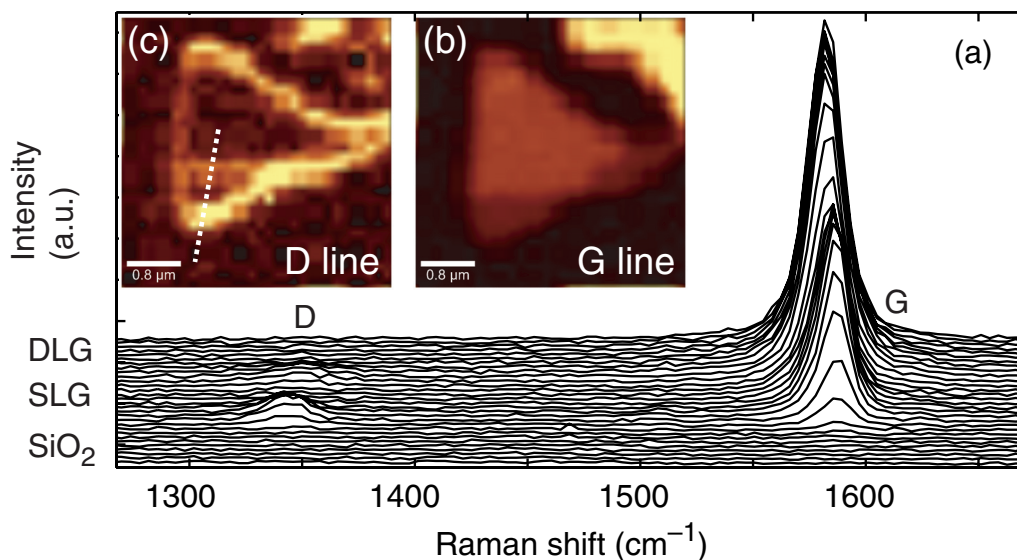 (c)
(b)
(a)
Intensity
(a.u.)
0.8 μm
D line
0.8 μm
G line
D
G
DLG
SLG
SiO₂
1300 1400 1500 1600
Raman shift (cm⁻¹)